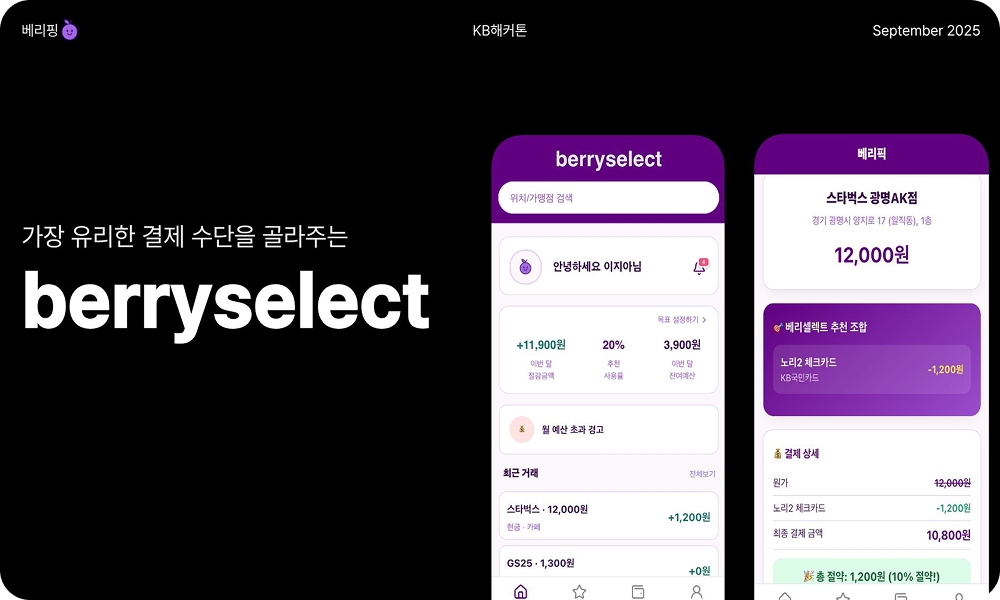 베리핑
KB해커톤
September 2025
가장 유리한 결제 수단을 골라주는
berryselect
berryselect
위치/가맹점 검색
안녕하세요 이지아님
4
목표 설정하기 >
+11,900원
20%
3,900원
이번 달
절감금액
추천
사용률
이번 달
잔여예산
월 예산 초과 경고
최근 거래
전체보기
스타벅스 · 12,000원
현금 · 카페
+1,200원
GS25 · 1,300원
+0원
베리픽
스타벅스 광명AK점
경기 광명시 양지로 17 (일직동), 1층
12,000원
베리셀렉트 추천 조합
노리2 체크카드
KB국민카드
-1,200원
결제 상세
원가
12,000원
노리2 체크카드
-1,200원
최종 결제 금액
10,800원
총 절약: 1,200원 (10% 절약!)